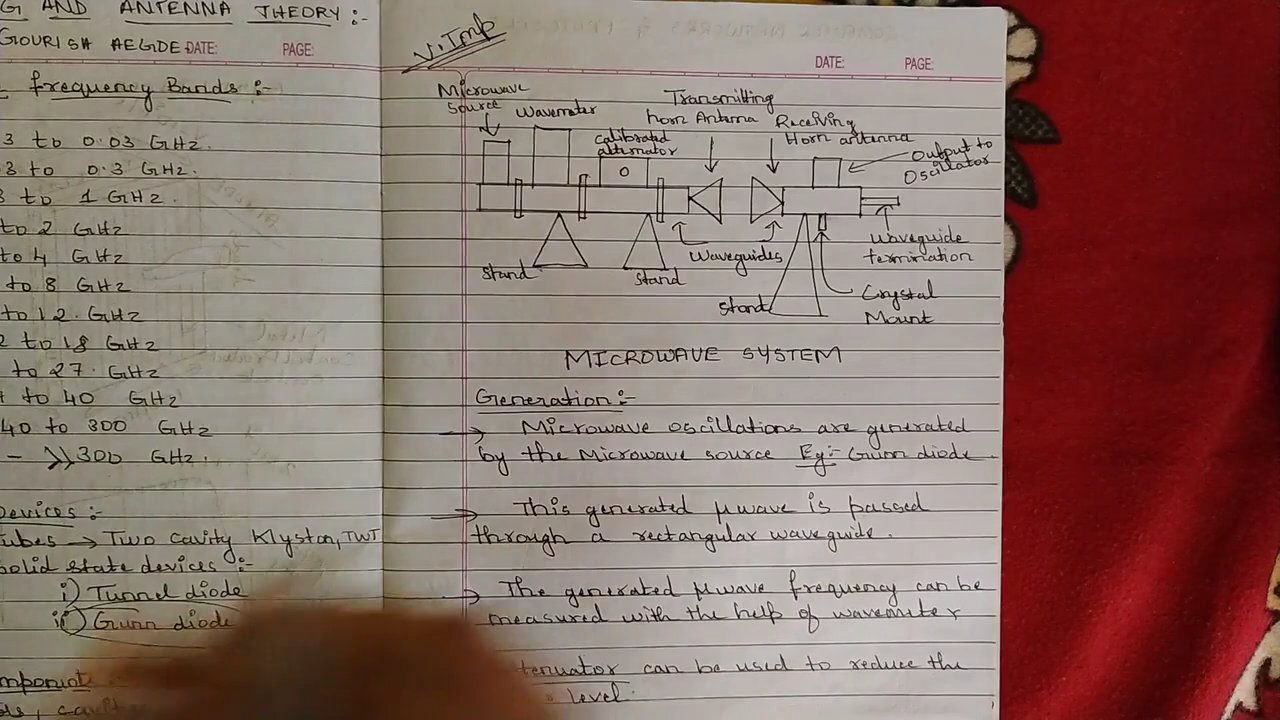 G AND ANTENNA THEORY:-
GOURISH HEGDE DATE: PAGE:
frequency Bands :-
3 to 0.03 GHz.
3 to 0.3 GHz.
3 to 1 GHz.
to 2 GHz
to 4 GHz
to 8 GHz
to 12 GHz
2 to 18 GHz
to 27 GHz
to 40 GHz
40 to 300 GHz
- >>300 GHz.
Devices :-
tubes → Two Cavity Klyston, TWT
solid state devices :-
i) Tunnel diode
ii) Gunn diode
V. Imp
DATE: PAGE:
Microwave
Source
Wavemeter
calibrated
attenuator
Transmitting
horn Antenna
Receiving
Horn antenna
Output to
Oscillator
O
Stand
Stand
Waveguides
Stand
Waveguide
termination
Crystal
Mount
MICROWAVE SYSTEM
Generation :-
→ Microwave oscillations are generated
by the Microwave source Eg:- Gunn diode.
→ This generated μwave is passed
through a rectangular waveguide.
→ The generated μwave frequency can be
measured with the help of wavemeter
tenuator can be used to reduce the
level.